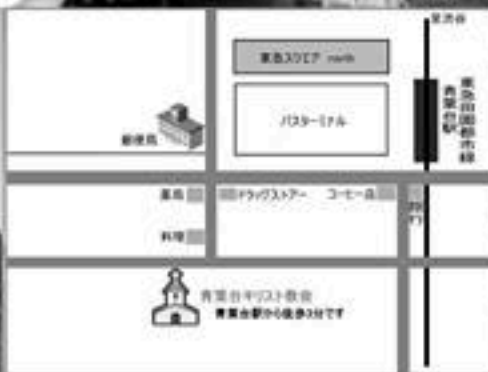 至渋谷
東急スクエア north
東急田園都市線
青葉台駅
バスターミナル
郵便局
薬局
ドラッグストアー
コーヒー店
銀行
料理
青葉台キリスト教会
青葉台駅から徒歩3分です